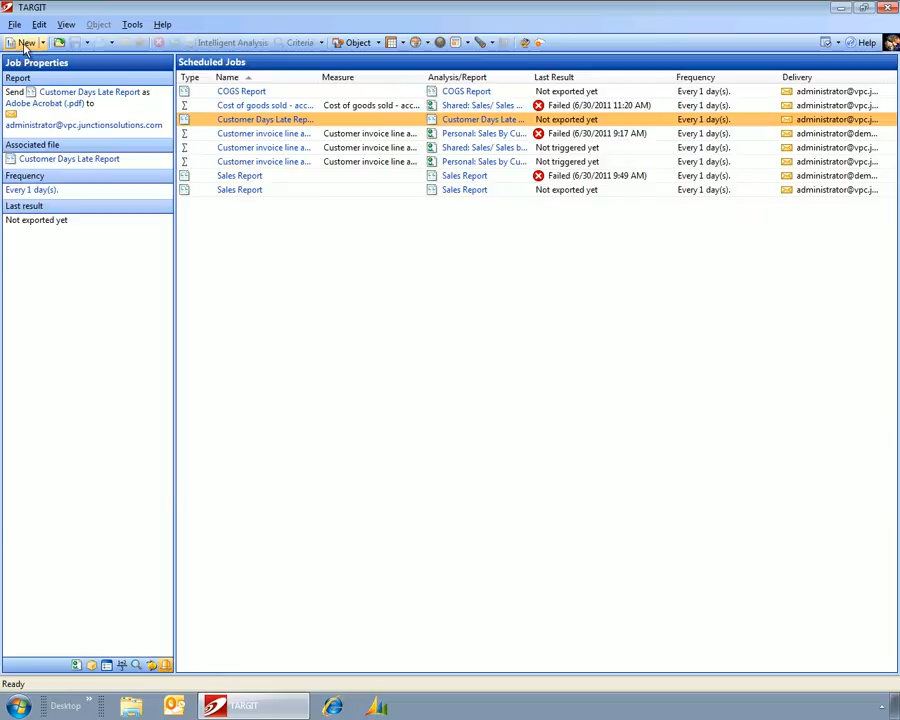 TARGIT
File Edit View Object Tools Help
New Intelligent Analysis Criteria Object Help
Job Properties
Report
Send Customer Days Late Report as
Adobe Acrobat (.pdf) to
administrator@vpc.junctionsolutions.com
Associated file
Customer Days Late Report
Frequency
Every 1 day(s).
Last result
Not exported yet
Scheduled Jobs
Type Name Measure Analysis/Report Last Result Frequency Delivery
COGS Report COGS Report Not exported yet Every 1 day(s). administrator@vpc.j...
Σ Cost of goods sold - acc... Cost of goods sold - acc... Shared: Sales/ Sales ... Failed (6/30/2011 11:20 AM) Every 1 day(s). administrator@vpc.j...
Customer Days Late Rep... Customer Days Late ... Not exported yet Every 1 day(s). administrator@vpc.j...
Σ Customer invoice line a... Customer invoice line a... Personal: Sales By Cu... Failed (6/30/2011 9:17 AM) Every 1 day(s). administrator@dem...
Σ Customer invoice line a... Customer invoice line a... Shared: Sales/ Sales b... Not triggered yet Every 1 day(s). administrator@vpc.j...
Σ Customer invoice line a... Customer invoice line a... Personal: Sales by Cu... Not triggered yet Every 1 day(s). administrator@vpc.j...
Sales Report Sales Report Failed (6/30/2011 9:49 AM) Every 1 day(s). administrator@dem...
Sales Report Sales Report Not exported yet Every 1 day(s). administrator@vpc.j...
Ready
Desktop » TARGIT